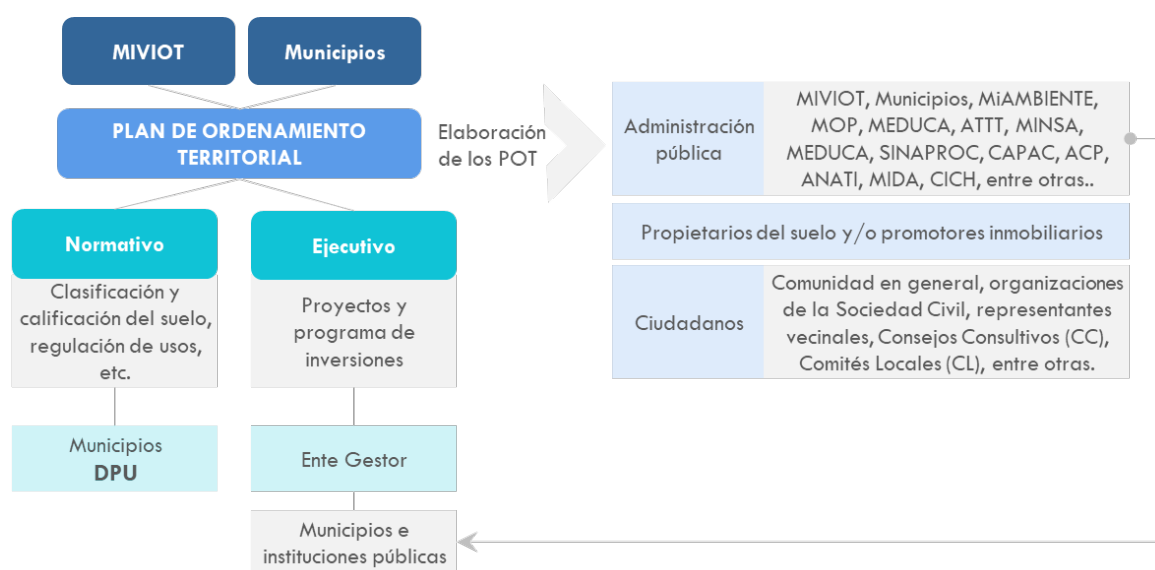 MIVIOT
Municipios
PLAN DE ORDENAMIENTO
TERRITORIAL
Elaboración
de los POT
Normativo
Clasificación y
calificación del suelo,
regulación de usos,
etc.
Municipios
DPU
Ejecutivo
Proyectos y
programa de
inversiones
Ente Gestor
Municipios e
instituciones públicas
Administración
pública
MIVIOT, Municipios, MiAMBIENTE,
MOP, MEDUCA, ATTT, MINSA,
MEDUCA, SINAPROC, CAPAC, ACP,
ANATI, MIDA, CICH, entre otras..
Propietarios del suelo y/o promotores inmobiliarios
Ciudadanos
Comunidad en general, organizaciones
de la Sociedad Civil, representantes
vecinales, Consejos Consultivos (CC),
Comités Locales (CL), entre otras.